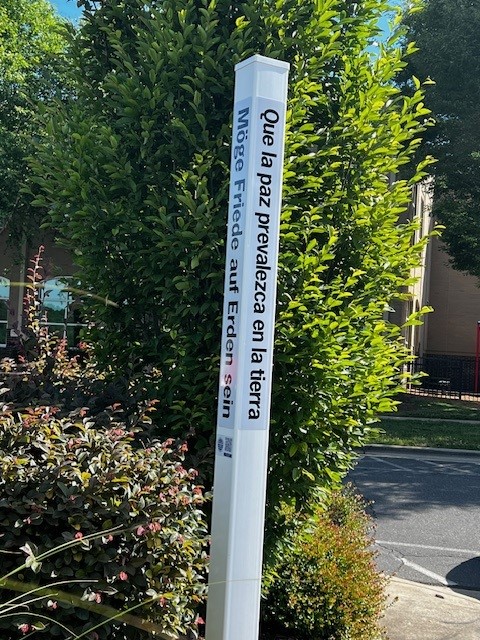 Möge Friede auf Erden sein
Que la paz prevalezca en la tierra